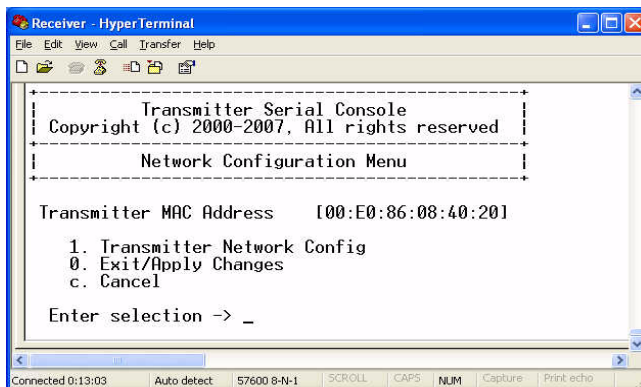 Receiver - HyperTerminal
File Edit View Call Transfer Help
Transmitter Serial Console
Copyright (c) 2000-2007, All rights reserved
Network Configuration Menu
Transmitter MAC Address [00:E0:86:08:40:20]
1. Transmitter Network Config
0. Exit/Apply Changes
c. Cancel
Enter selection -> _
Connected 0:13:03 Auto detect 57600 8-N-1 SCROLL CAPS NUM Capture Print echo